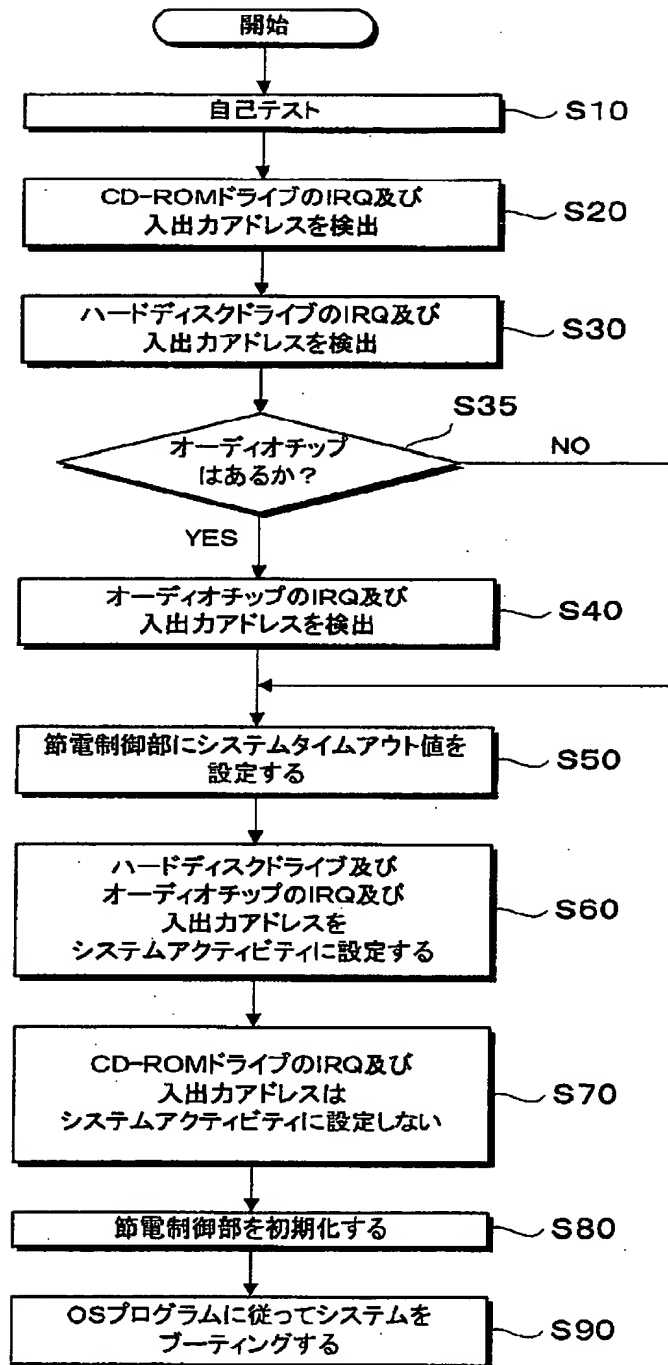 開始
自己テスト
S10
CD-ROMドライブのIRQ及び
入出力アドレスを検出
S20
ハードディスクドライブのIRQ及び
入出力アドレスを検出
S30
S35
オーディオチップ
はあるか?
NO
YES
オーディオチップのIRQ及び
入出力アドレスを検出
S40
節電制御部にシステムタイムアウト値を
設定する
S50
ハードディスクドライブ及び
オーディオチップのIRQ及び
入出力アドレスを
システムアクティビティに設定する
S60
CD-ROMドライブのIRQ及び
入出力アドレスは
システムアクティビティに設定しない
S70
節電制御部を初期化する
S80
OSプログラムに従ってシステムを
ブーティングする
S90